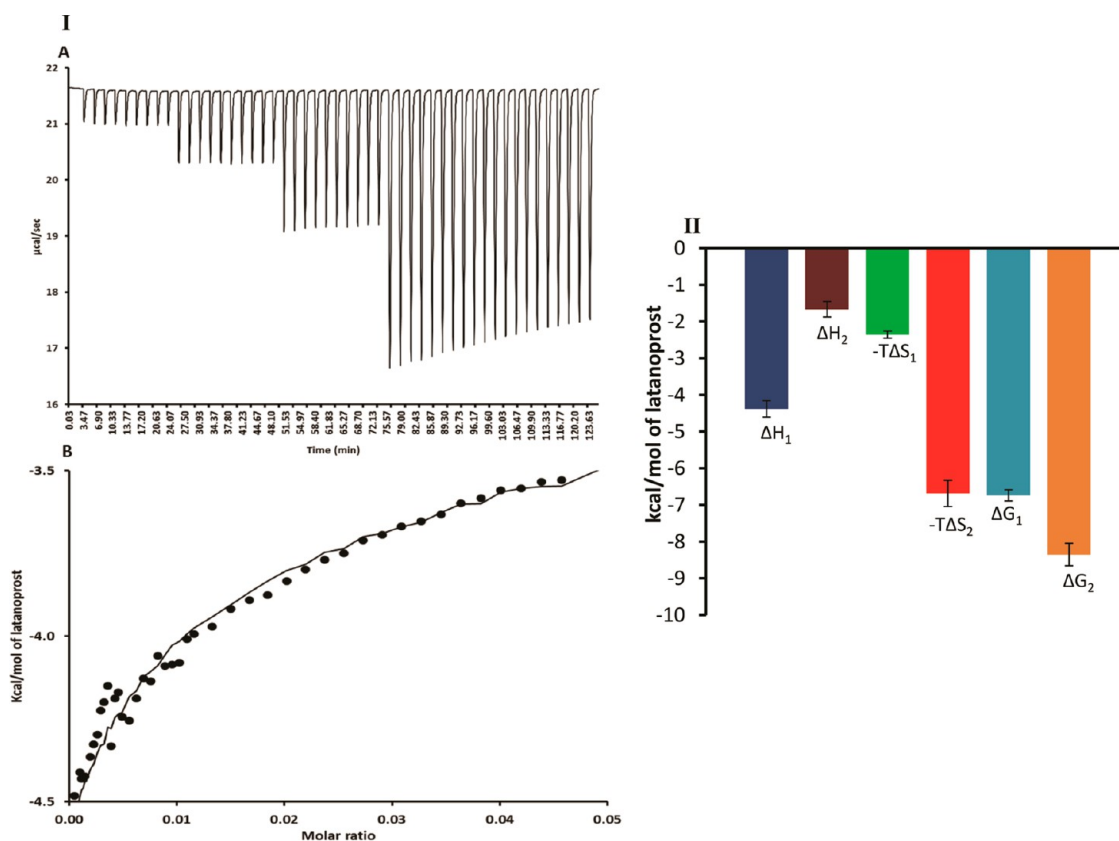 I
A
22
21
20
19
18
17
16
µcal/sec
0.03 3.47 6.90 10.33 13.77 17.20 20.63 24.07 27.50 30.93 34.37 37.80 41.23 44.67 48.10 51.53 54.97 58.40 61.83 65.27 68.70 72.13 75.57 79.00 82.43 85.87 89.30 92.73 96.17 99.60 103.03 106.47 109.90 113.33 116.77 120.20 123.63
Time (min)
B
-3.5
-4.0
-4.5
Kcal/mol of latanoprost
0.00 0.01 0.02 0.03 0.04 0.05
Molar ratio
II
0
-1
-2
-3
-4
-5
-6
-7
-8
-9
-10
kcal/mol of latanoprost
ΔH₁
ΔH₂
-TΔS₁
-TΔS₂
ΔG₁
ΔG₂